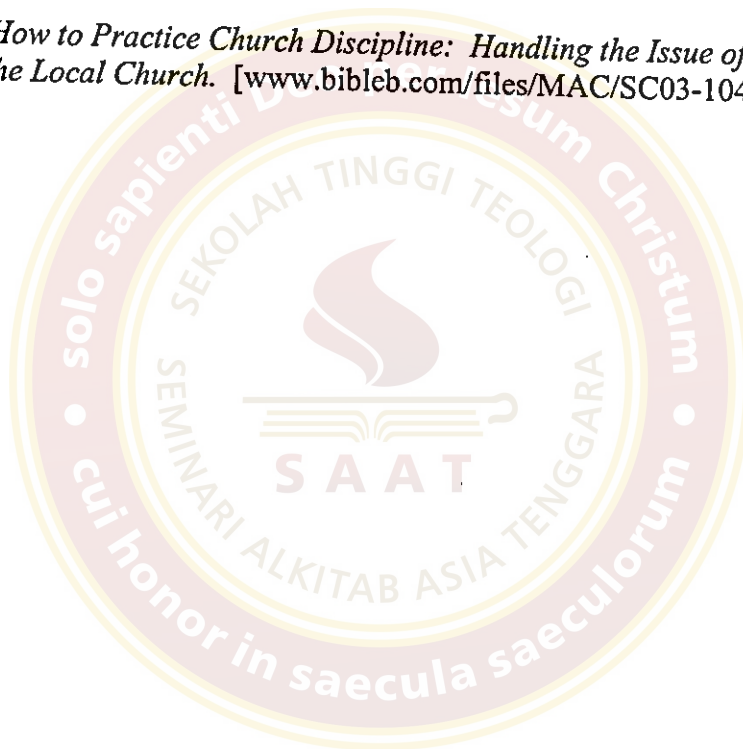 How to Practice Church Discipline: Handling the Issue of
he Local Church. [www.bibleb.com/files/MAC/SC03-104
solo sapienti Deo per Iesum Christum
SEKOLAH TINGGI TEOLOGI
SEMINARI ALKITAB ASIA TENGGARA
SAAT
cui honor in saecula saeculorum